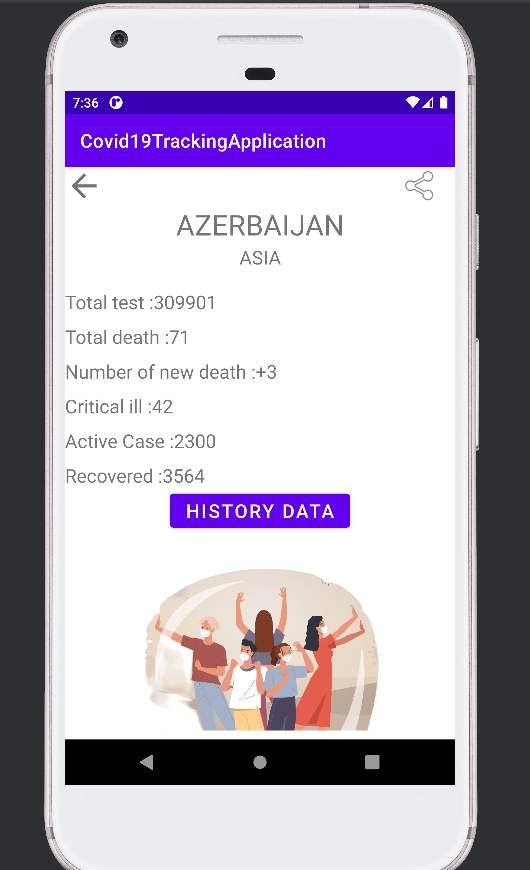 7:36
Covid19TrackingApplication
AZERBAIJAN
ASIA
Total test :309901
Total death :71
Number of new death :+3
Critical ill :42
Active Case :2300
Recovered :3564
HISTORY DATA